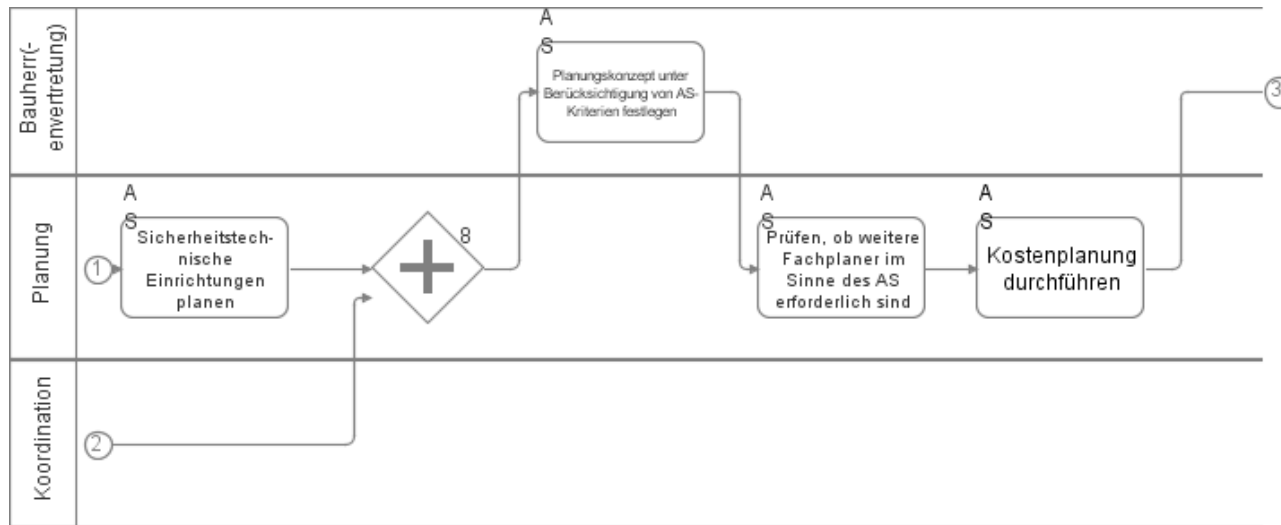 Bauherr(-
envertretung)
A
S
Planungskonzept unter
Berücksichtigung von AS-
Kriterien festlegen
3
Planung
1
A
S
Sicherheitstech-
nische
Einrichtungen
planen
8
A
S
Prüfen, ob weitere
Fachplaner im
Sinne des AS
erforderlich sind
A
S
Kostenplanung
durchführen
Koordination
2